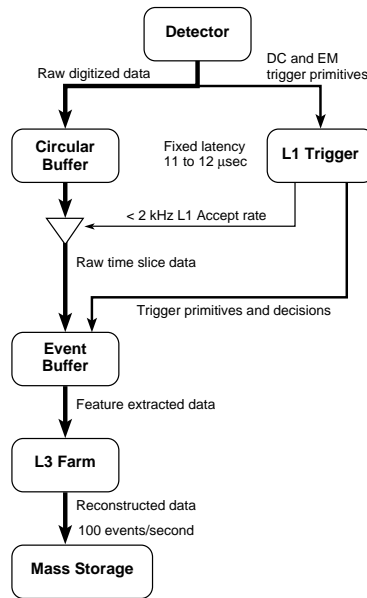 Detector
Raw digitized data
DC and EM
trigger primitives
Circular
Buffer
Fixed latency
11 to 12 μsec
L1 Trigger
< 2 kHz L1 Accept rate
Raw time slice data
Trigger primitives and decisions
Event
Buffer
Feature extracted data
L3 Farm
Reconstructed data
100 events/second
Mass Storage